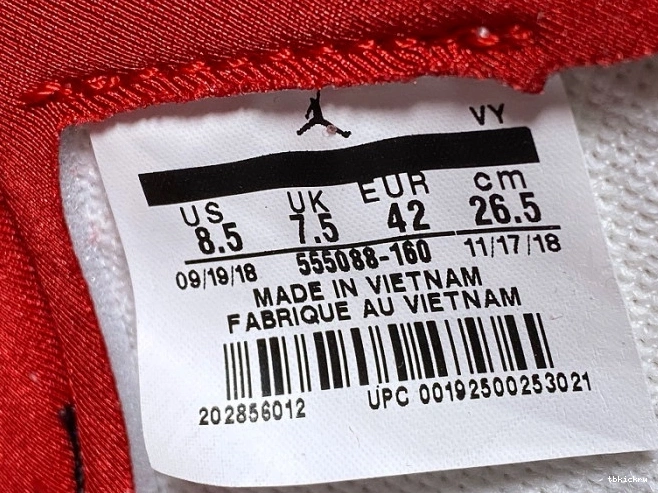 VY
US UK EUR cm
8.5 7.5 42 26.5
09/19/18 555088-160 11/17/18
MADE IN VIETNAM
FABRIQUE AU VIETNAM
202856012 UPC 00192500253021
tbkichnu